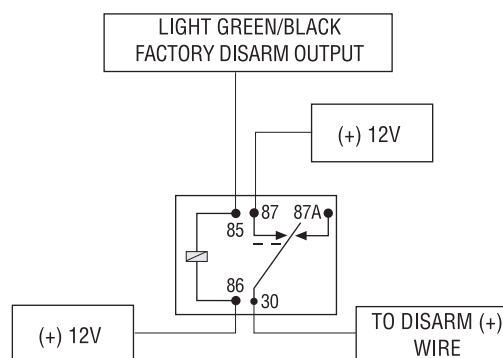 LIGHT GREEN/BLACK
FACTORY DISARM OUTPUT
(+) 12V
87
87A
85
86
30
(+) 12V
TO DISARM (+)
WIRE